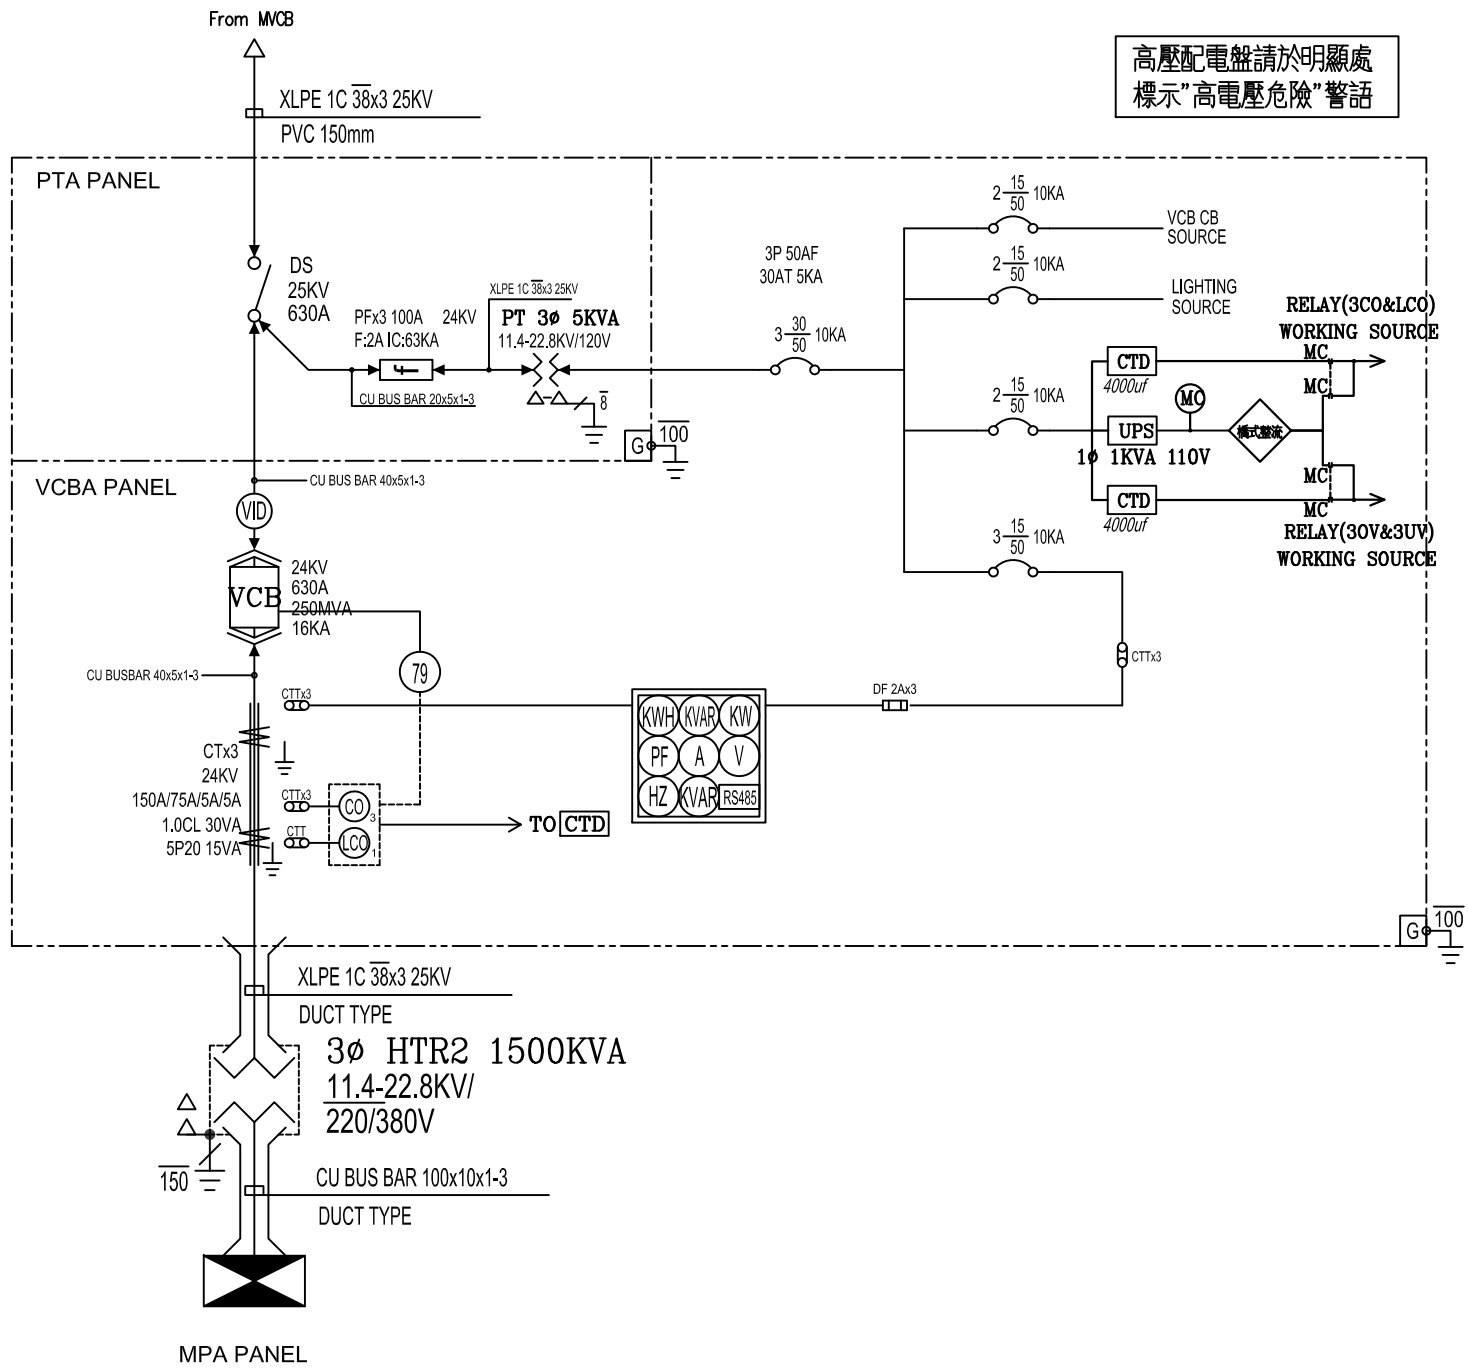 From MVCB
高壓配電盤請於明顯處
標示"高電壓危險"警語
XLPE 1C 38x3 25KV
PVC 150mm
PTA PANEL
DS
25KV
630A
PFx3 100A 24KV
F:2A IC:63KA
f
CU BUS BAR 20x5x1-3
XLPE 1C 38x3 25KV
PT 3ø 5KVA
11.4-22.8KV/120V
8
G
100
3P 50AF
30AT 5KA
3 30/50 10KA
2 15/50 10KA
VCB CB
SOURCE
2 15/50 10KA
LIGHTING
SOURCE
RELAY(3CO&LCO)
WORKING SOURCE
MC
MC
CTD
4000uf
2 15/50 10KA
MC
UPS
1ø 1KVA 110V
橋式整流
CTD
4000uf
MC
MC
RELAY(3OV&3UV)
WORKING SOURCE
3 15/50 10KA
CTTx3
VCBA PANEL
CU BUS BAR 40x5x1-3
VID
VCB
24KV
630A
250MVA
16KA
79
CU BUSBAR 40x5x1-3
CTTx3
DF 2Ax3
KWH KVAR KW
PF A V
HZ KVAR RS485
CTx3
24KV
150A/75A/5A/5A
1.0CL 30VA
5P20 15VA
CTTx3
CO 3
CTT
LCO 1
TO CTD
G
100
XLPE 1C 38x3 25KV
DUCT TYPE
3ø HTR2 1500KVA
11.4-22.8KV/
220/380V
150
CU BUS BAR 100x10x1-3
DUCT TYPE
MPA PANEL